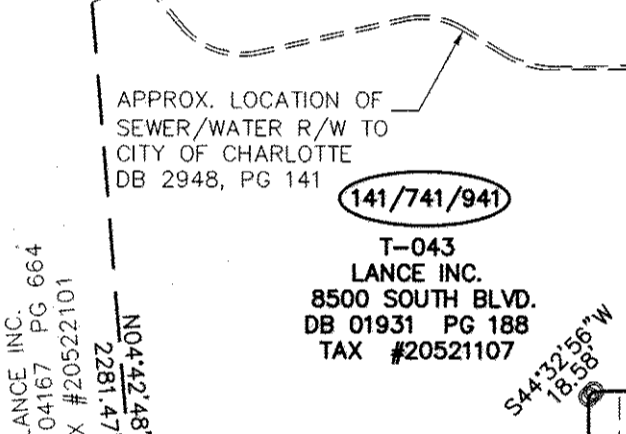 APPROX. LOCATION OF
SEWER/WATER R/W TO
CITY OF CHARLOTTE
DB 2948, PG 141
141/741/941
T-043
LANCE INC.
8500 SOUTH BLVD.
DB 01931 PG 188
TAX #20521107
LANCE INC.
04167 PG 664
#20522101
N04°42'48"
2281.47'
S44°32'56"W
18.58'